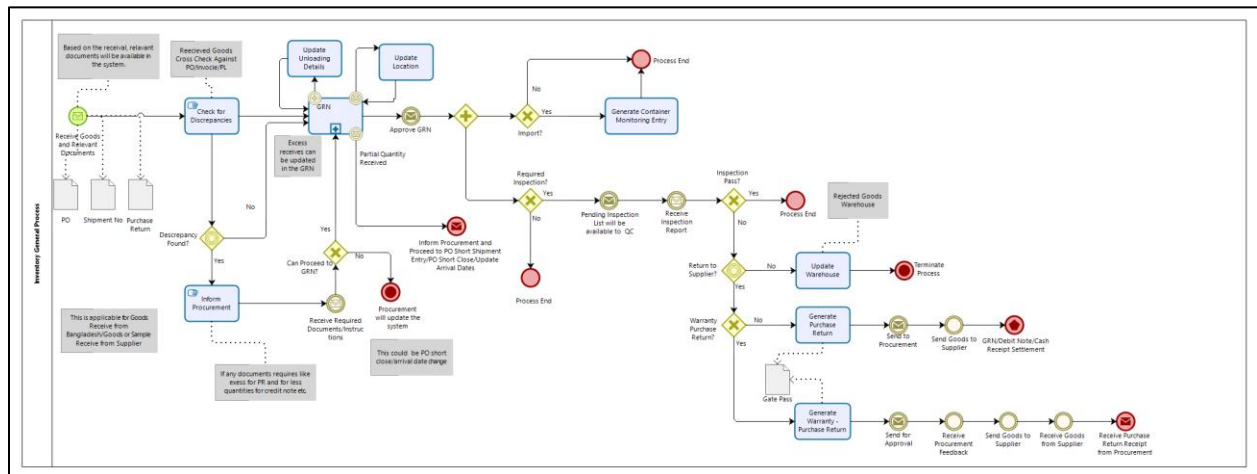 Inventory General Process
Based on the receival, relevant
documents will be available in
the system.
Reecieved Goods
Cross Check Against
PO/Invocie/PL
Receive Goods
and Relevant
Documents
PO
Shipment No
Purchase
Return
Check for
Discrepancies
Update
Unloading
Details
Update
Location
GRN
Excess
receives can
be updated
in the GRN
Approve GRN
Partial Quantity
Received
Import?
No
Yes
Process End
Generate Container
Monitoring Entry
No
Descrepancy
Found?
Yes
Inform
Procurement
Yes
Can Proceed to
GRN?
No
Receive Required
Documents/Instruc
tions
Procurement
will update the
system
Inform Procurement and
Proceed to PO Short Shipment
Entry/PO Short Close/Update
Arrival Dates
This is applicable for Goods
Receive from
Bangladesh/Goods or Sample
Receive from Supplier
If any documents requires like
exess for PR and for less
quantities for credit note etc.
This could be PO short
close/arrival date change
Required
Inspection?
Yes
No
Process End
Pending Inspection
List will be
available to QC
Receive
Inspection
Report
Inspection
Pass?
Yes
Process End
No
Rejected Goods
Warehouse
Return to
Supplier?
No
Update
Warehouse
Terminate
Process
Yes
Warranty
Purchase
Return?
No
Yes
Generate
Purchase
Return
Send to
Procurement
Send Goods to
Supplier
GRN/Debit Note/Cash
Receipt Settlement
Gate Pass
Generate
Warranty -
Purchase Return
Send for
Approval
Receive
Procurement
Feedback
Send Goods to
Supplier
Receive Goods
from Supplier
Receive Purchase
Return Receipt
from Procurement